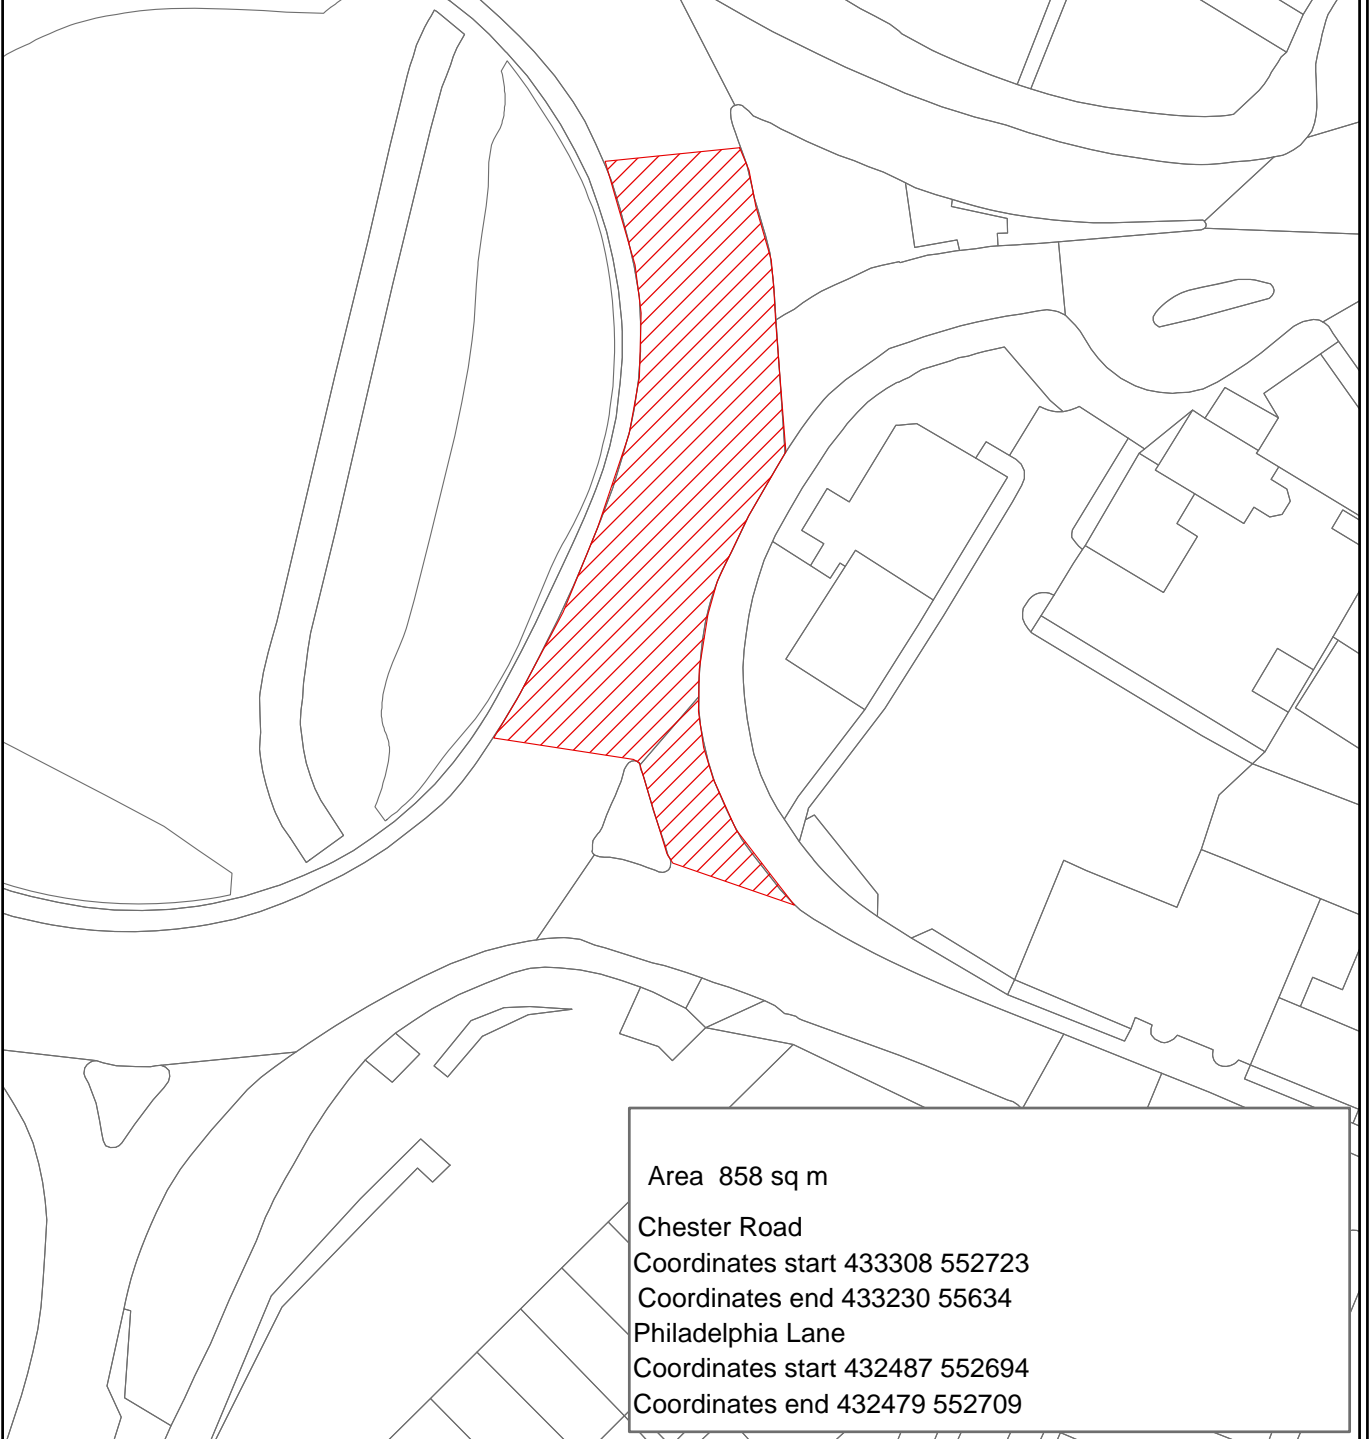 Area 858 sq m
Chester Road
Coordinates start 433308 552723
Coordinates end 433230 55634
Philadelphia Lane
Coordinates start 432487 552694
Coordinates end 432479 552709